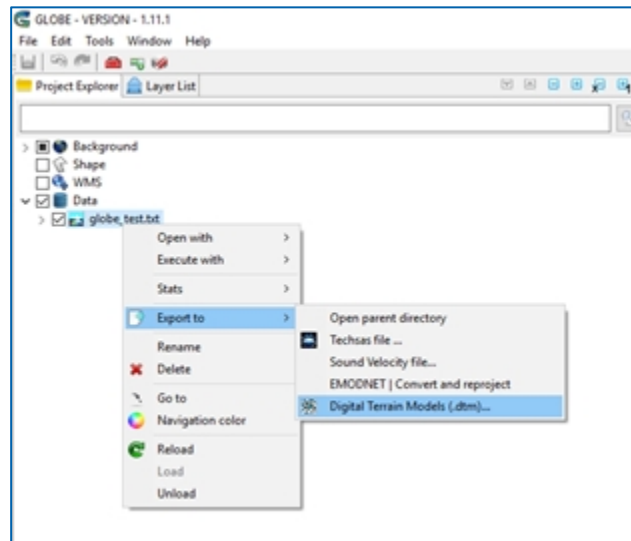 GLOBE - VERSION - 1.11.1
File Edit Tools Window Help
Project Explorer Layer List
Background
Shape
WMS
Data
globe_test.txt
Open with
Execute with
Stats
Export to
Open parent directory
Techsas file ...
Rename
Sound Velocity file...
Delete
EMODNET | Convert and reproject
Go to
Digital Terrain Models (.dtm)...
Navigation color
Reload
Load
Unload